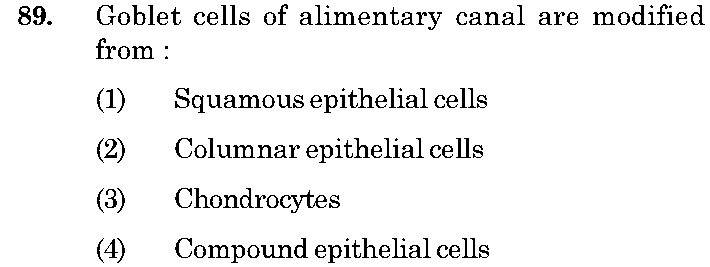 89. Goblet cells of alimentary canal are modified
from :
(1) Squamous epithelial cells
(2) Columnar epithelial cells
(3) Chondrocytes
(4) Compound epithelial cells